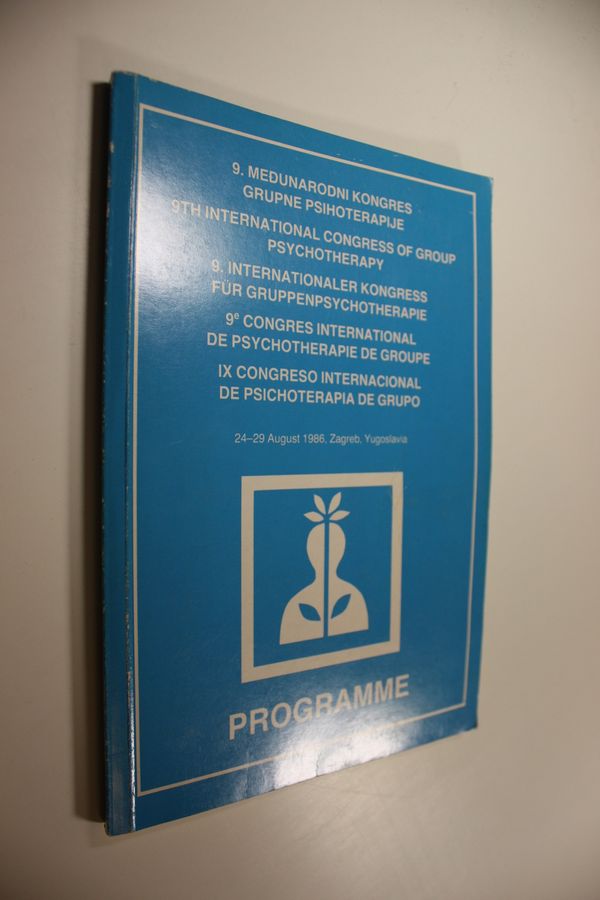 9. MEDUNARODNI KONGRES
GRUPNE PSIHOTERAPIJE
9TH INTERNATIONAL CONGRESS OF GROUP
PSYCHOTHERAPY
9. INTERNATIONALER KONGRESS
FÜR GRUPPENPSYCHOTHERAPIE
9e CONGRES INTERNATIONAL
DE PSYCHOTHERAPIE DE GROUPE
IX CONGRESO INTERNACIONAL
DE PSICHOTERAPIA DE GRUPO
24–29 August 1986, Zagreb. Yugoslavia
PROGRAMME